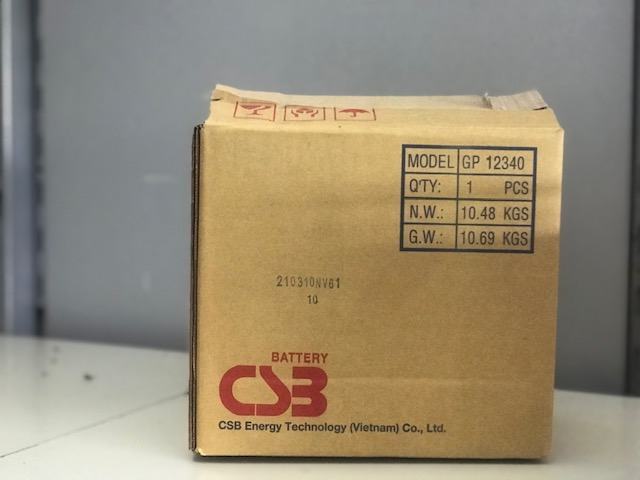 MODEL GP 12340
Q'TY: 1 PCS
N.W.: 10.48 KGS
G.W.: 10.69 KGS
210310NV61
10
BATTERY
CSB
CSB Energy Technology (Vietnam) Co., Ltd.